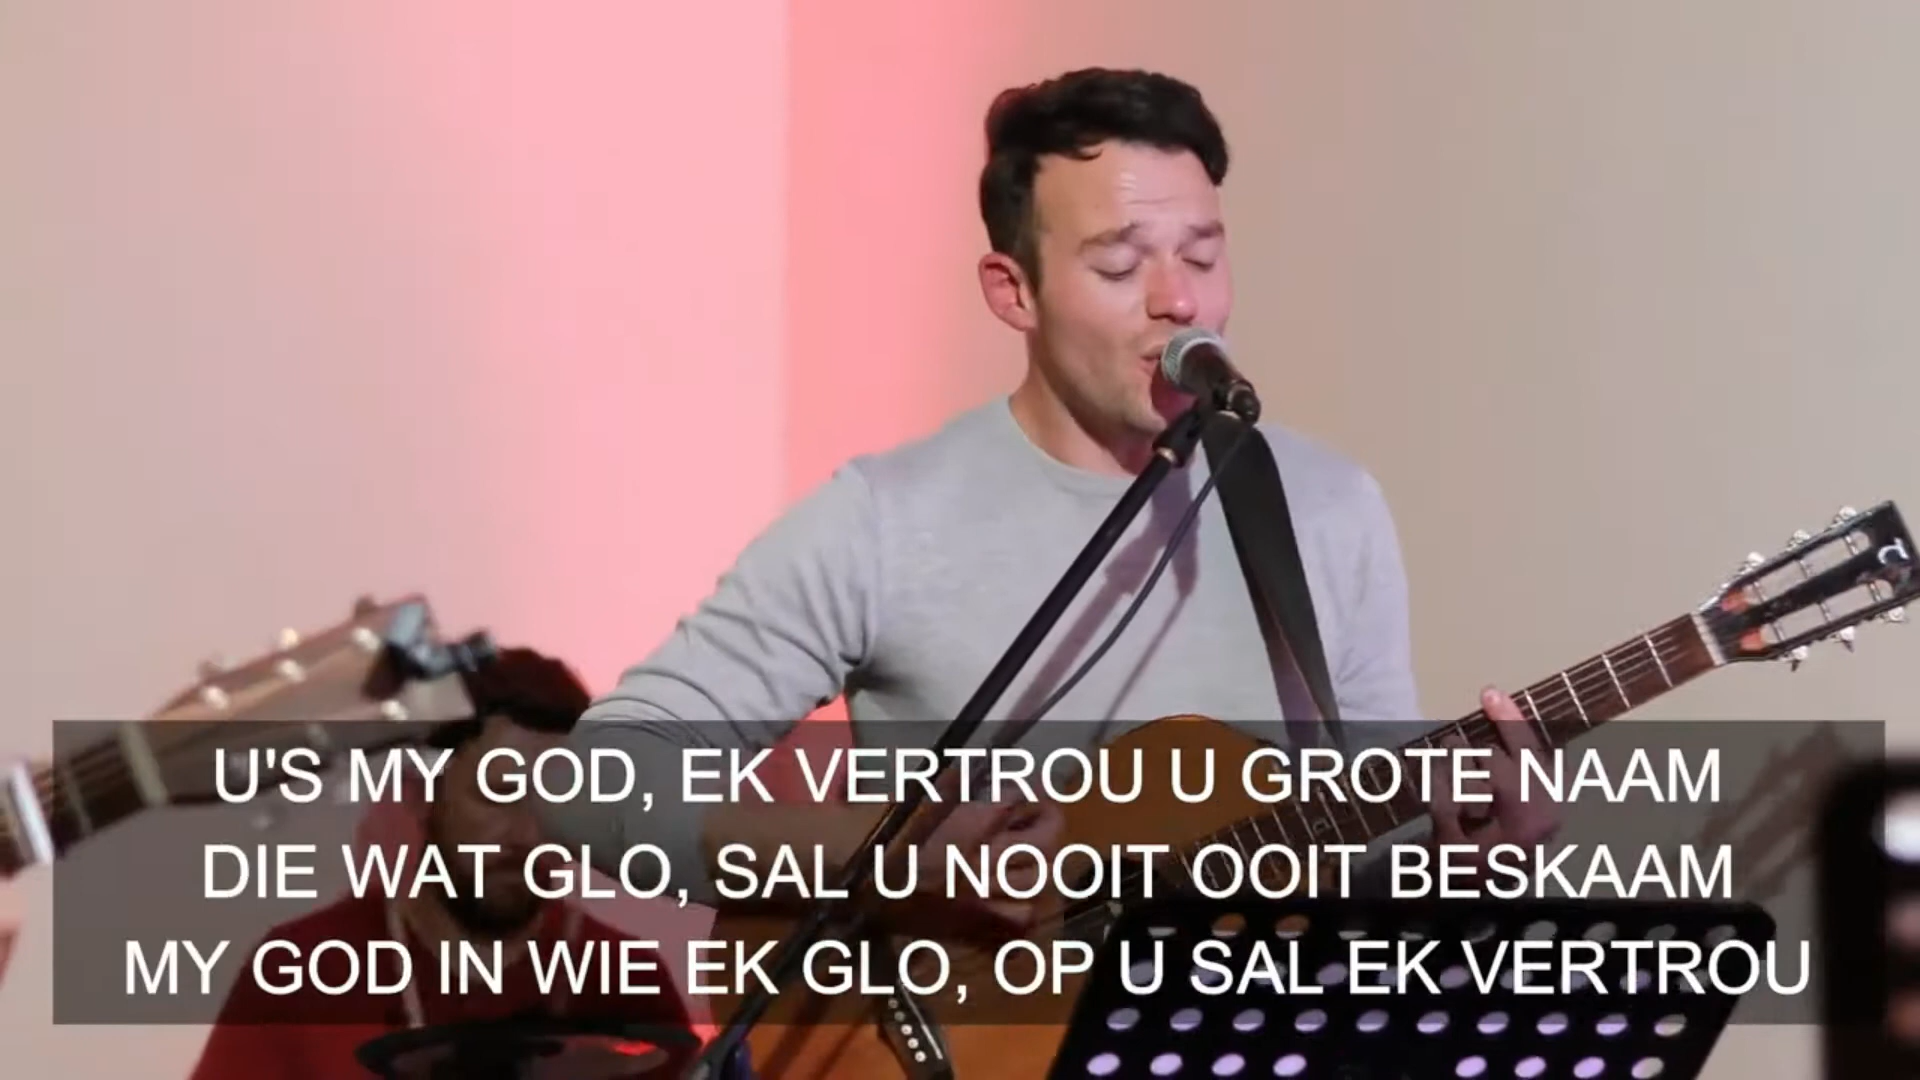 U'S MY GOD, EK VERTROU U GROTE NAAM
DIE WAT GLO, SAL U NOOIT OOIT BESKAAM
MY GOD IN WIE EK GLO, OP U SAL EK VERTROU